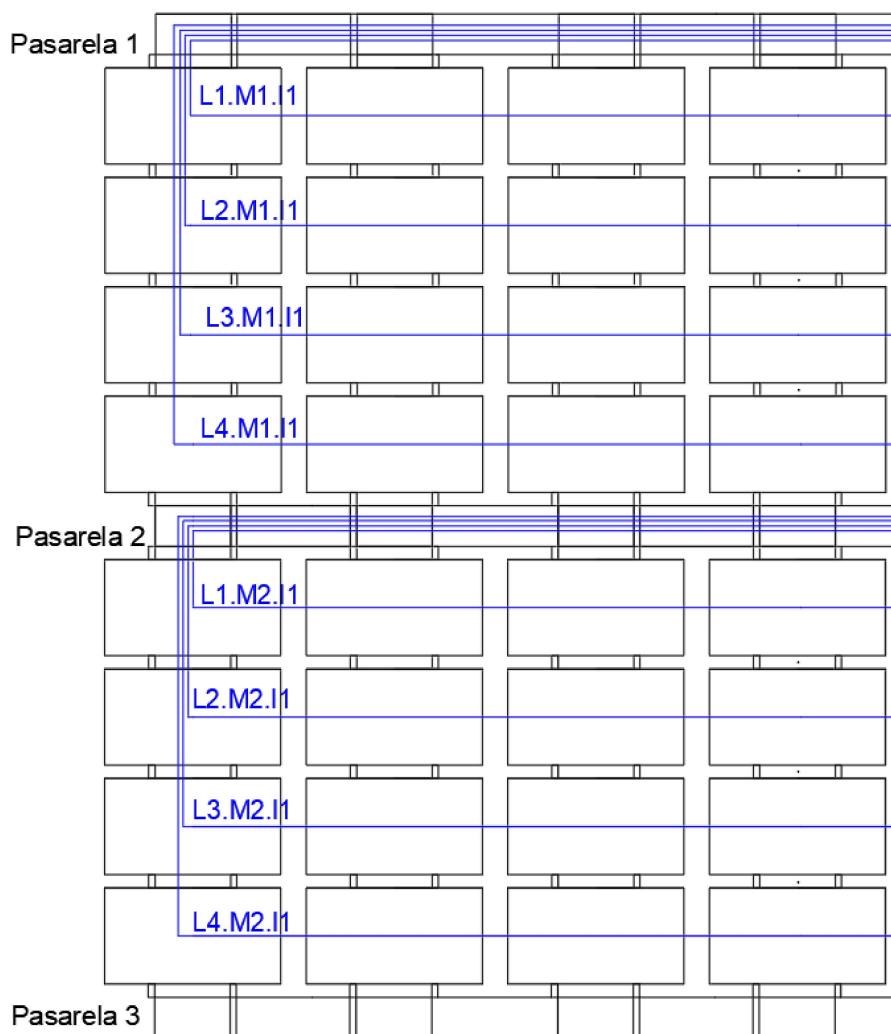 Pasarela 1
L1.M1.I1
L2.M1.I1
L3.M1.I1
L4.M1.I1
Pasarela 2
L1.M2.I1
L2.M2.I1
L3.M2.I1
L4.M2.I1
Pasarela 3